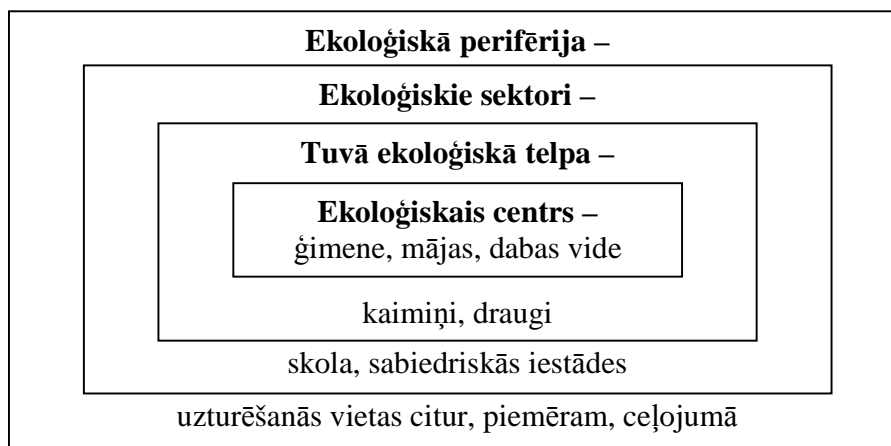 Ekoloģiskā perifērija –
Ekoloģiskie sektori –
Tuvā ekoloģiskā telpa –
Ekoloģiskais centrs –
ģimene, mājas, dabas vide
kaimiņi, draugi
skola, sabiedriskās iestādes
uzturēšanās vietas citur, piemēram, ceļojumā